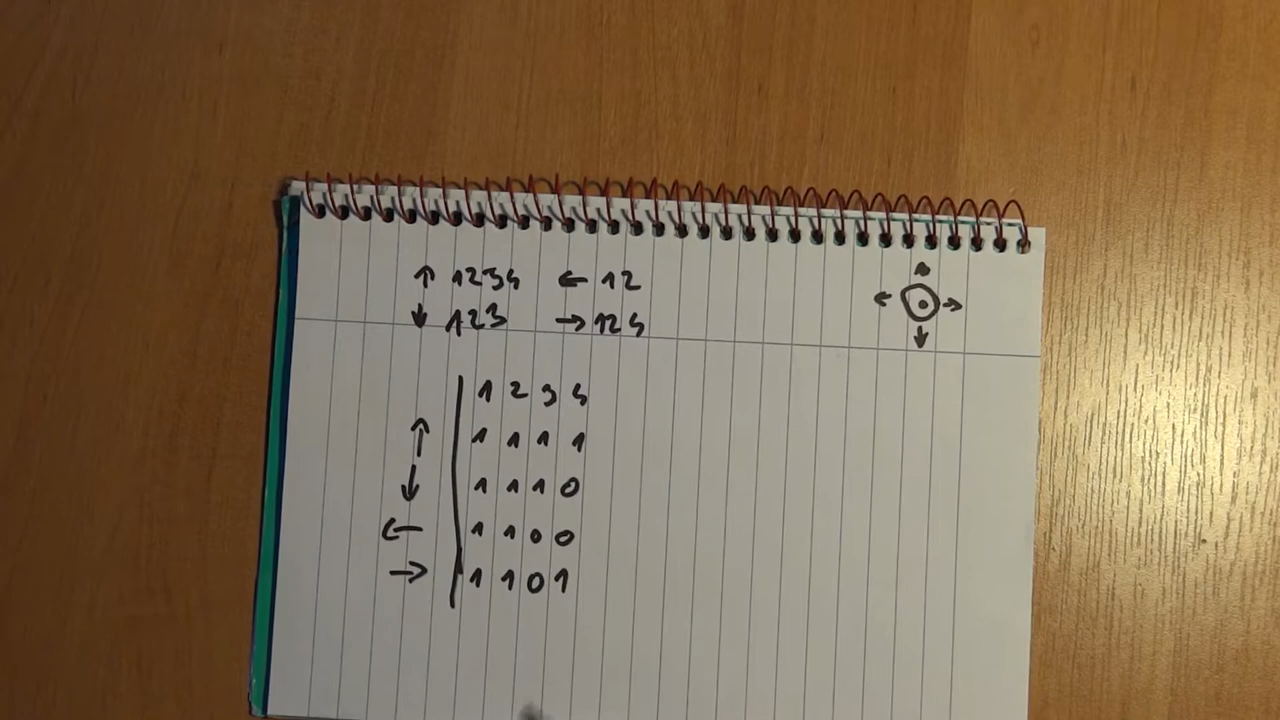 ↑ 1234 ← 12
↓ 123 → 124
1 2 3 4
↑ 1 1 1 1
↓ 1 1 1 0
← 1 1 0 0
→ 1 1 0 1